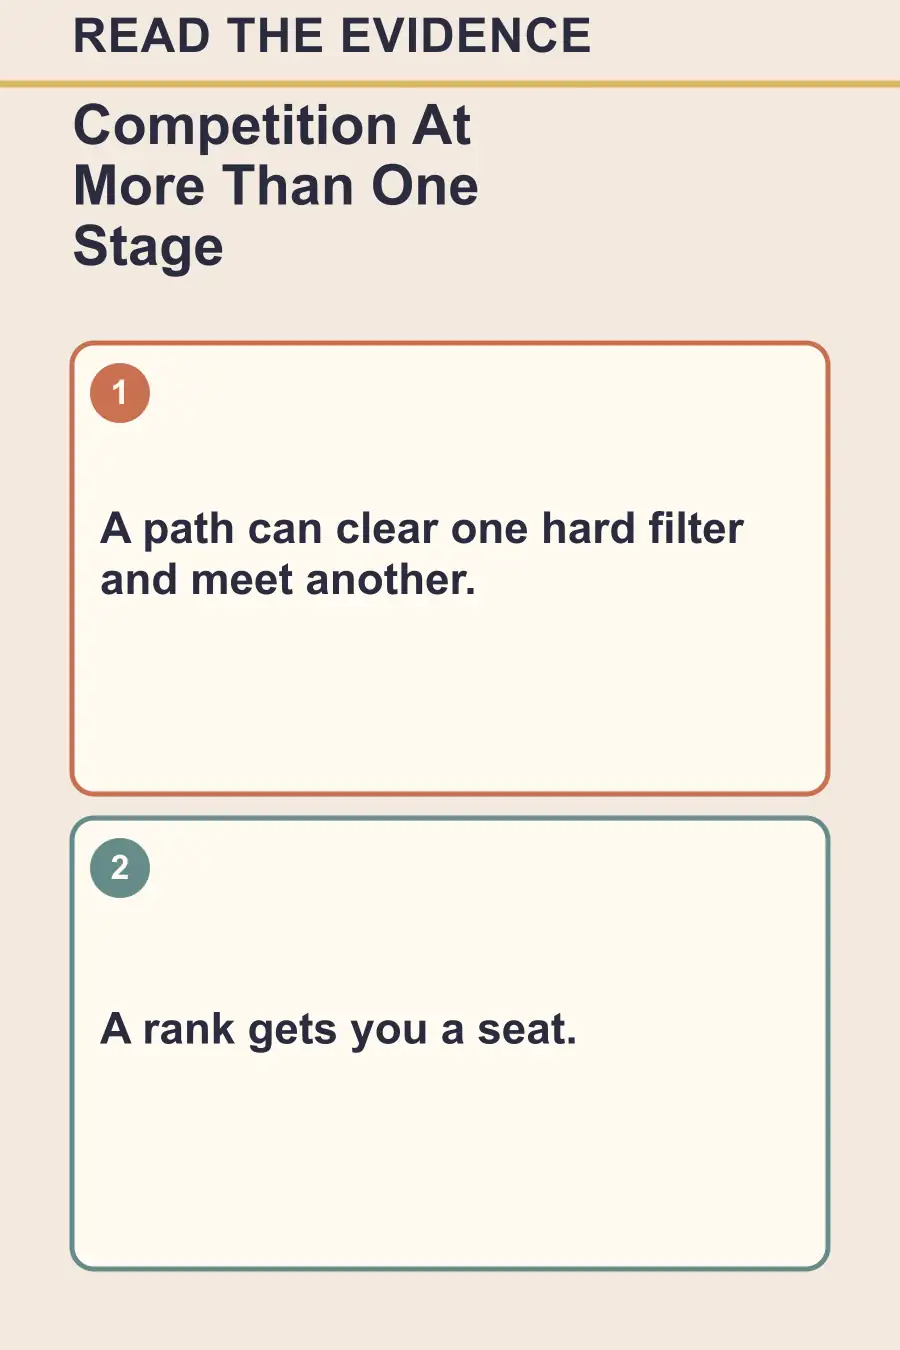 READ THE EVIDENCE
Competition At
More Than One
Stage
1
A path can clear one hard filter
and meet another.
2
A rank gets you a seat.